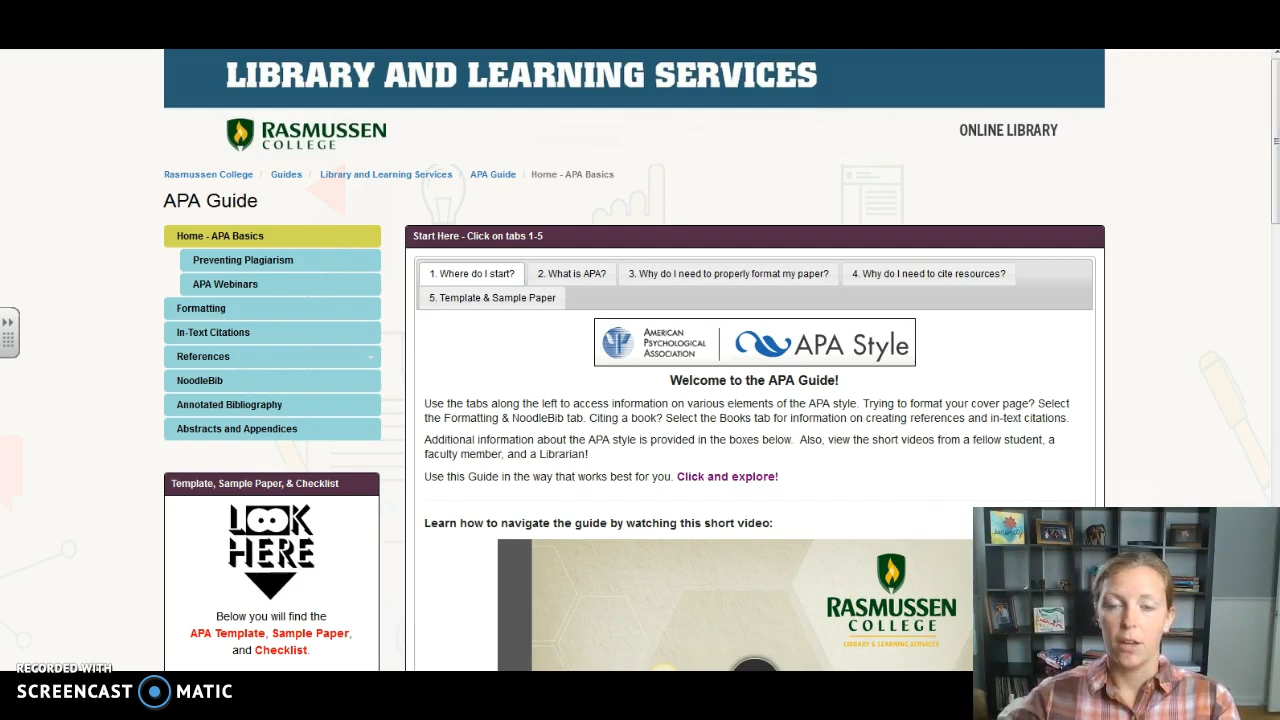 LIBRARY AND LEARNING SERVICES
RASMUSSEN
COLLEGE
ONLINE LIBRARY
Rasmussen College / Guides / Library and Learning Services / APA Guide / Home - APA Basics
APA Guide
Home - APA Basics
Preventing Plagiarism
APA Webinars
Formatting
In-Text Citations
References
NoodleBib
Annotated Bibliography
Abstracts and Appendices
Template, Sample Paper, & Checklist
LOOK
HERE
Below you will find the
APA Template, Sample Paper,
and Checklist.
Start Here - Click on tabs 1-5
1. Where do I start? 2. What is APA? 3. Why do I need to properly format my paper? 4. Why do I need to cite resources?
5. Template & Sample Paper
AMERICAN
PSYCHOLOGICAL
ASSOCIATION
APA Style
Welcome to the APA Guide!
Use the tabs along the left to access information on various elements of the APA style. Trying to format your cover page? Select
the Formatting & NoodleBib tab. Citing a book? Select the Books tab for information on creating references and in-text citations.
Additional information about the APA style is provided in the boxes below. Also, view the short videos from a fellow student, a
faculty member, and a Librarian!
Use this Guide in the way that works best for you. Click and explore!
Learn how to navigate the guide by watching this short video:
RASMUSSEN
COLLEGE
LIBRARY & LEARNING SERVICES
RECORDED WITH
SCREENCAST MATIC